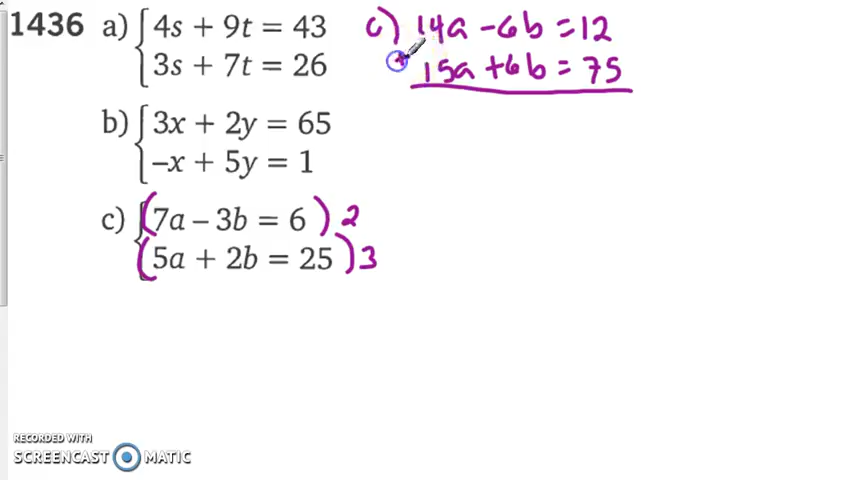 1436 a) 4s + 9t = 43
3s + 7t = 26
b) 3x + 2y = 65
–x + 5y = 1
c) (7a – 3b = 6) 2
(5a + 2b = 25) 3
c) 14a - 6b = 12
+ 15a + 6b = 75
RECORDED WITH
SCREENCAST MATIC